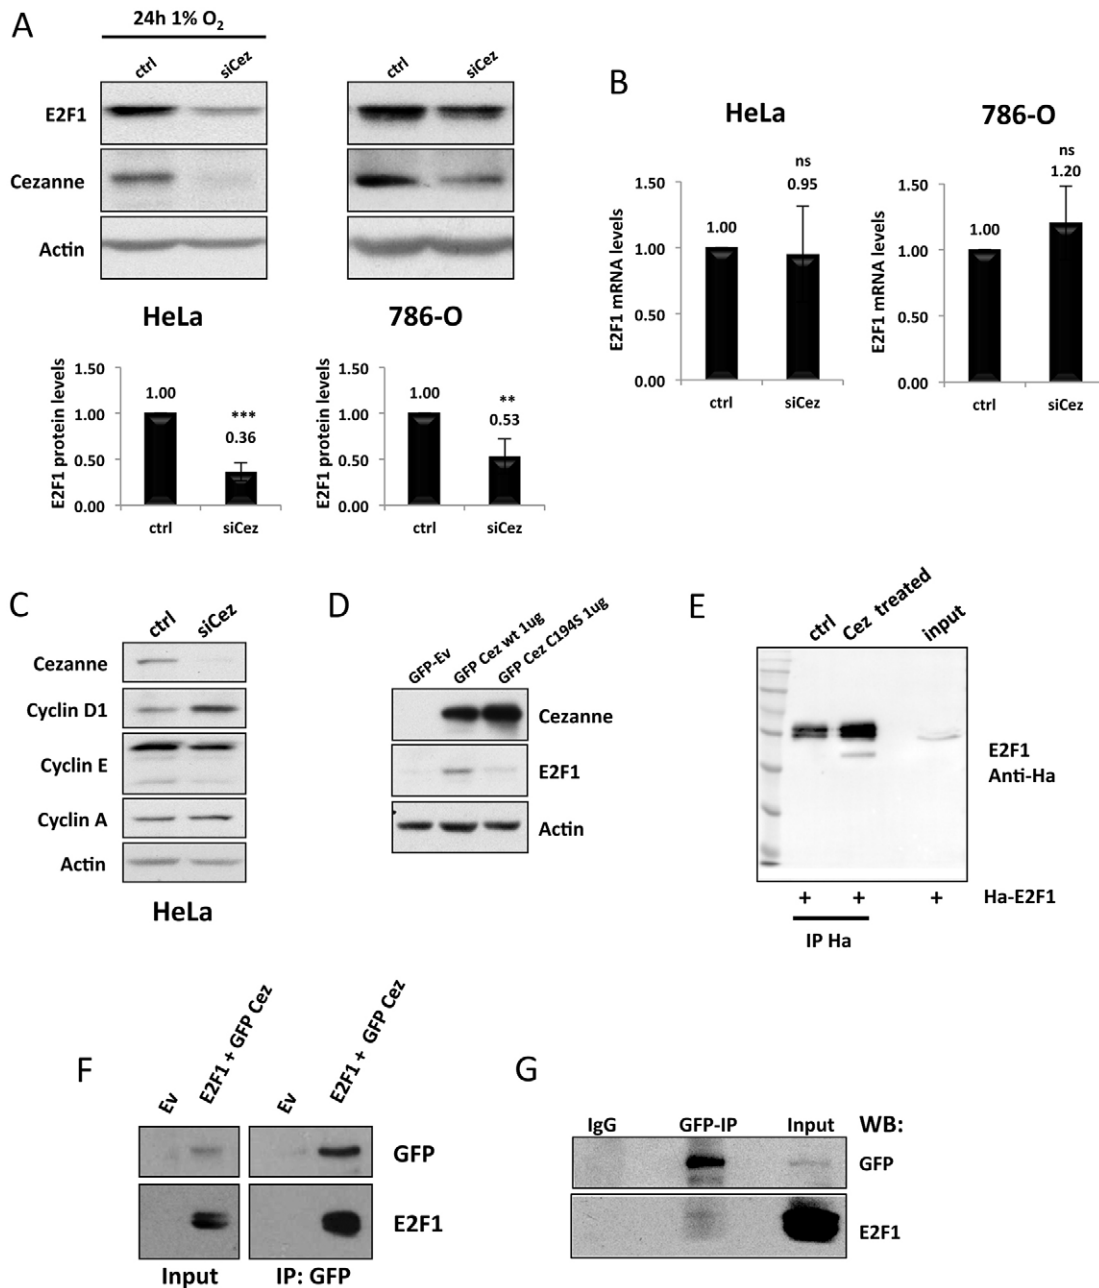 A
24h 1% O2
ctrl siCez
ctrl siCez
E2F1
Cezanne
Actin
HeLa
786-O
E2F1 protein levels
1.50
1.00
0.50
0.00
1.00
***
0.36
ctrl siCez
E2F1 protein levels
1.50
1.00
0.50
0.00
1.00
**
0.53
ctrl siCez
B
HeLa
E2F1 mRNA levels
1.50
1.00
0.50
0.00
1.00
ns
0.95
ctrl siCez
786-O
E2F1 mRNA levels
1.50
1.00
0.50
0.00
1.00
ns
1.20
ctrl siCez
C
ctrl siCez
Cezanne
Cyclin D1
Cyclin E
Cyclin A
Actin
HeLa
D
GFP-Ev
GFP Cez wt 1ug
GFP Cez C194S 1ug
Cezanne
E2F1
Actin
E
ctrl
Cez treated
input
E2F1
Anti-Ha
+ + + Ha-E2F1
IP Ha
F
Ev
E2F1 + GFP Cez
Ev
E2F1 + GFP Cez
GFP
E2F1
Input IP: GFP
G
IgG GFP-IP Input WB:
GFP
E2F1